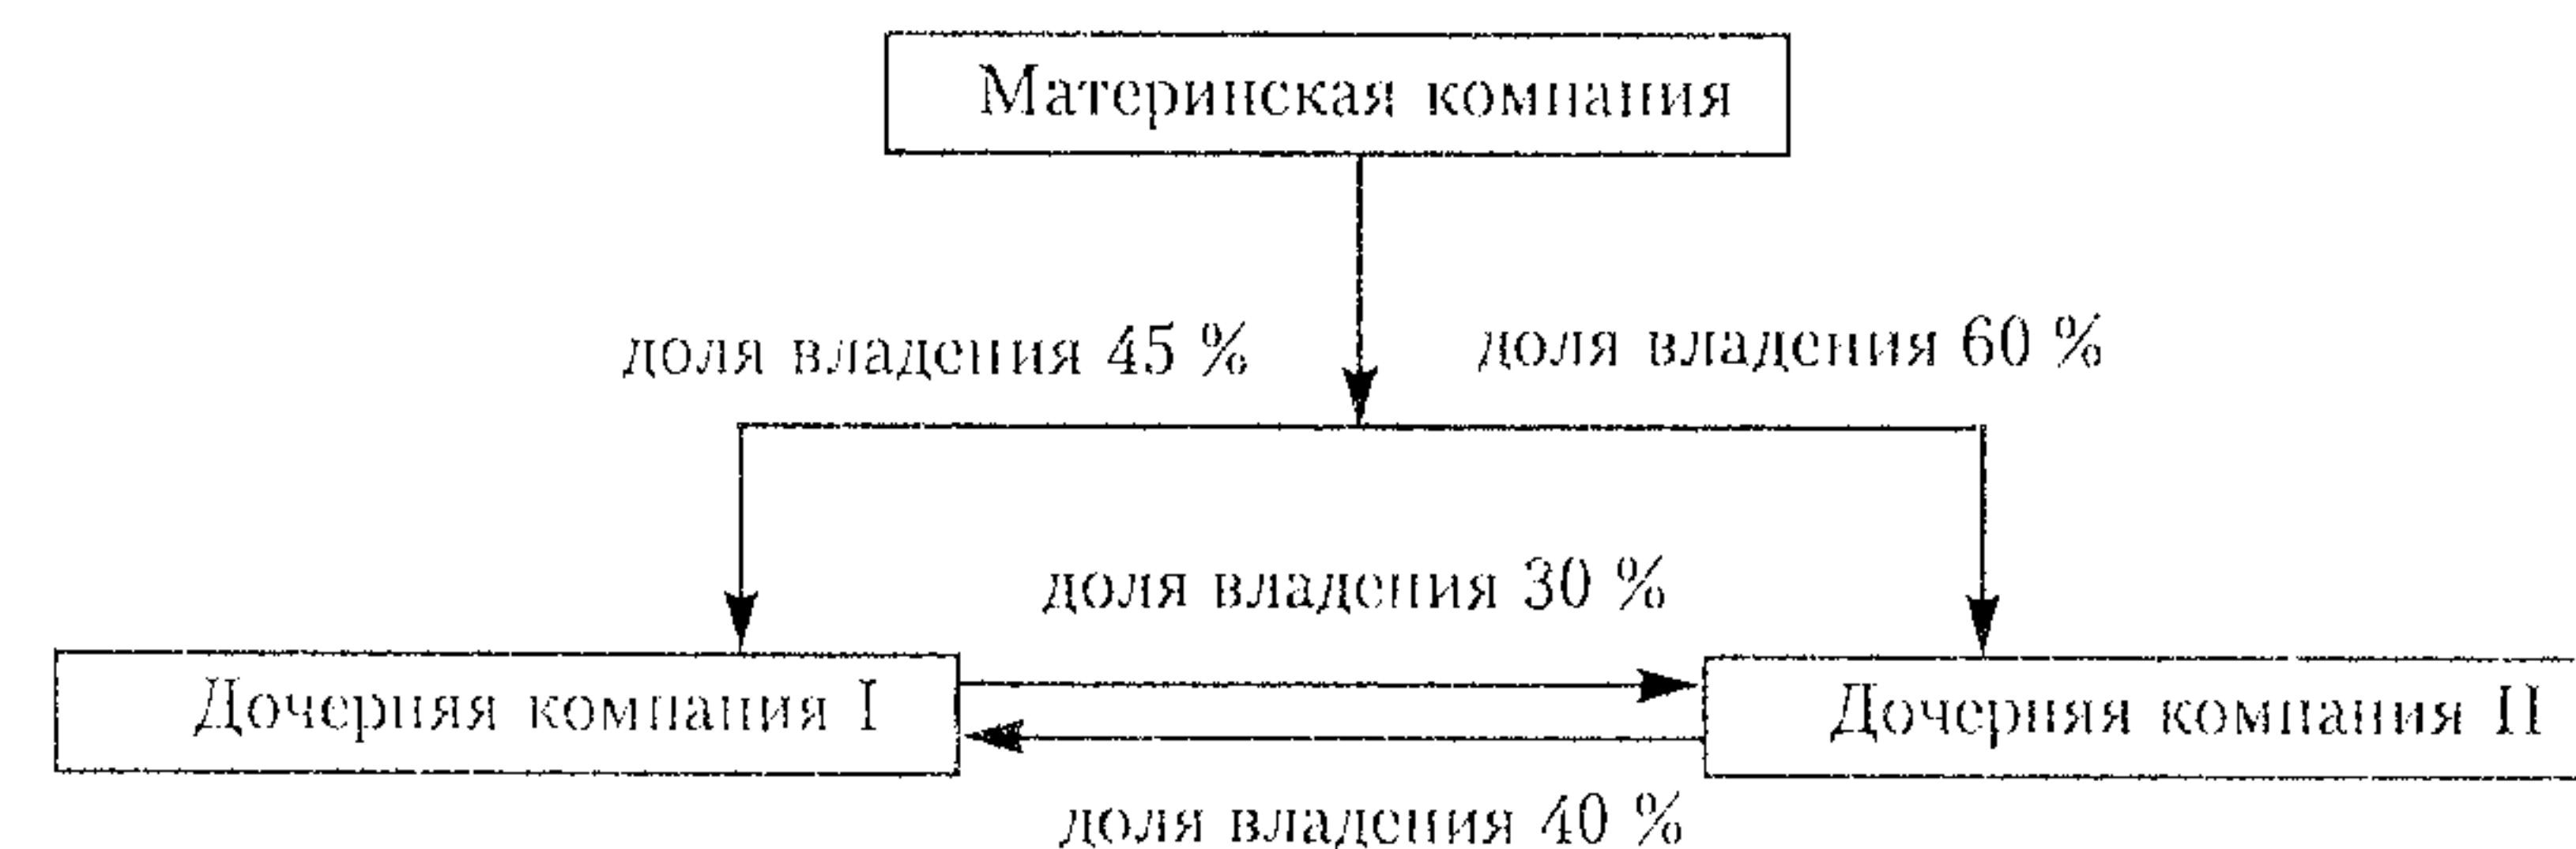 Материнская компания
доля владения 45 %
доля владения 60 %
доля владения 30 %
Дочерняя компания I
Дочерняя компания II
доля владения 40 %